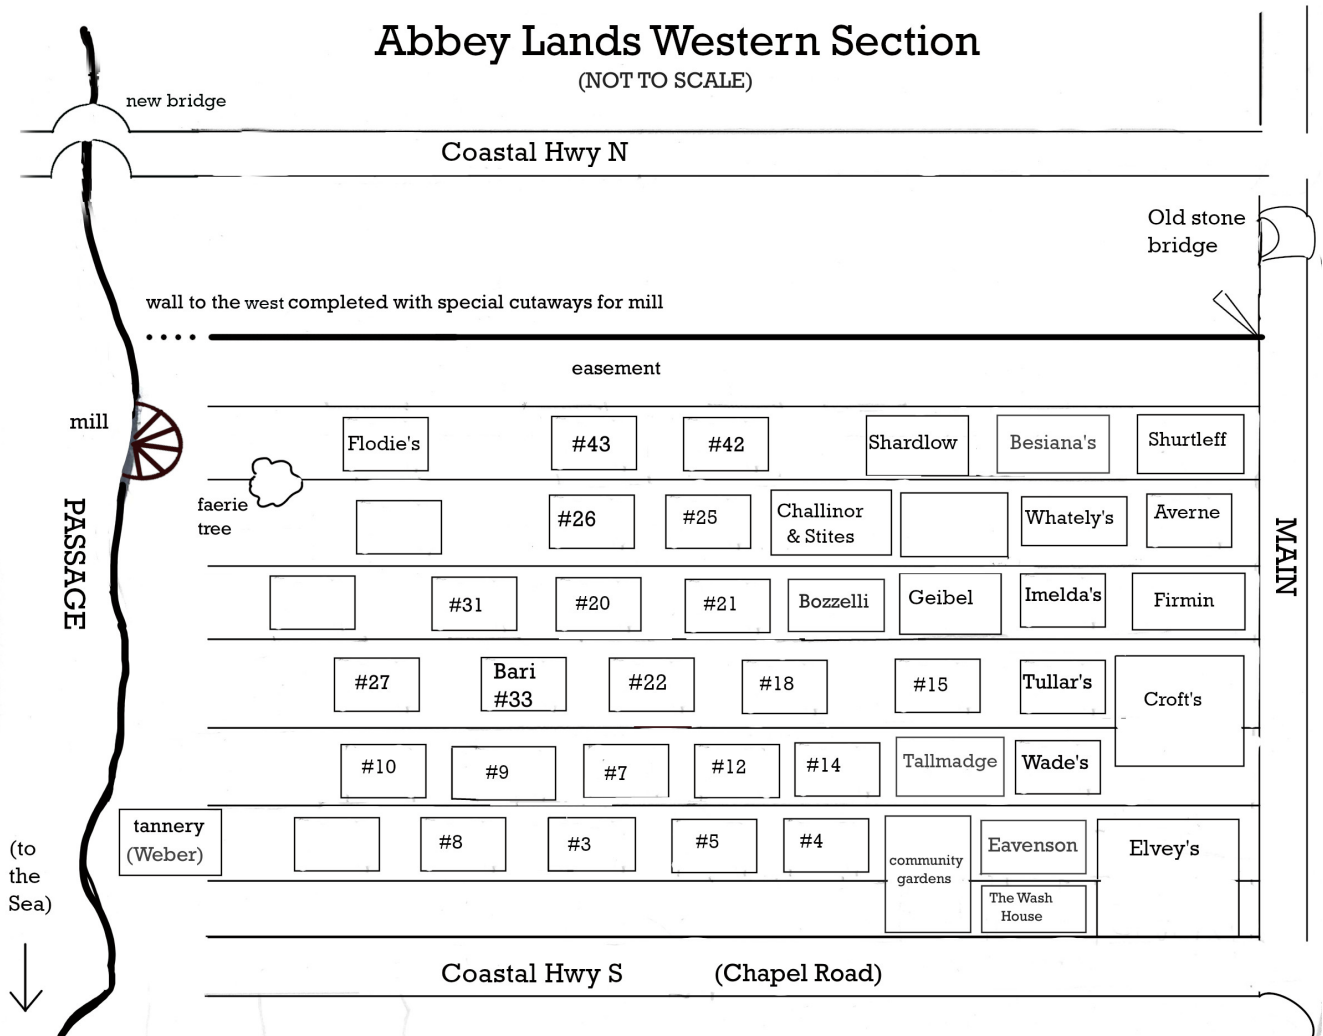 Abbey Lands Western Section
(NOT TO SCALE)
new bridge
Coastal Hwy N
Old stone
bridge
wall to the west completed with special cutaways for mill
easement
mill
Flodie's
#43
#42
Shardlow
Besiana's
Shurtleff
faerie
tree
#26
#25
Challinor
& Stites
Whately's
Averne
PASSAGE
MAIN
#31
#20
#21
Bozzelli
Geibel
Imelda's
Firmin
#27
Bari
#33
#22
#18
#15
Tullar's
Croft's
#10
#9
#7
#12
#14
Tallmadge
Wade's
tannery
(Weber)
#8
#3
#5
#4
community
gardens
Eavenson
Elvey's
The Wash
House
(to
the
Sea)
Coastal Hwy S
(Chapel Road)